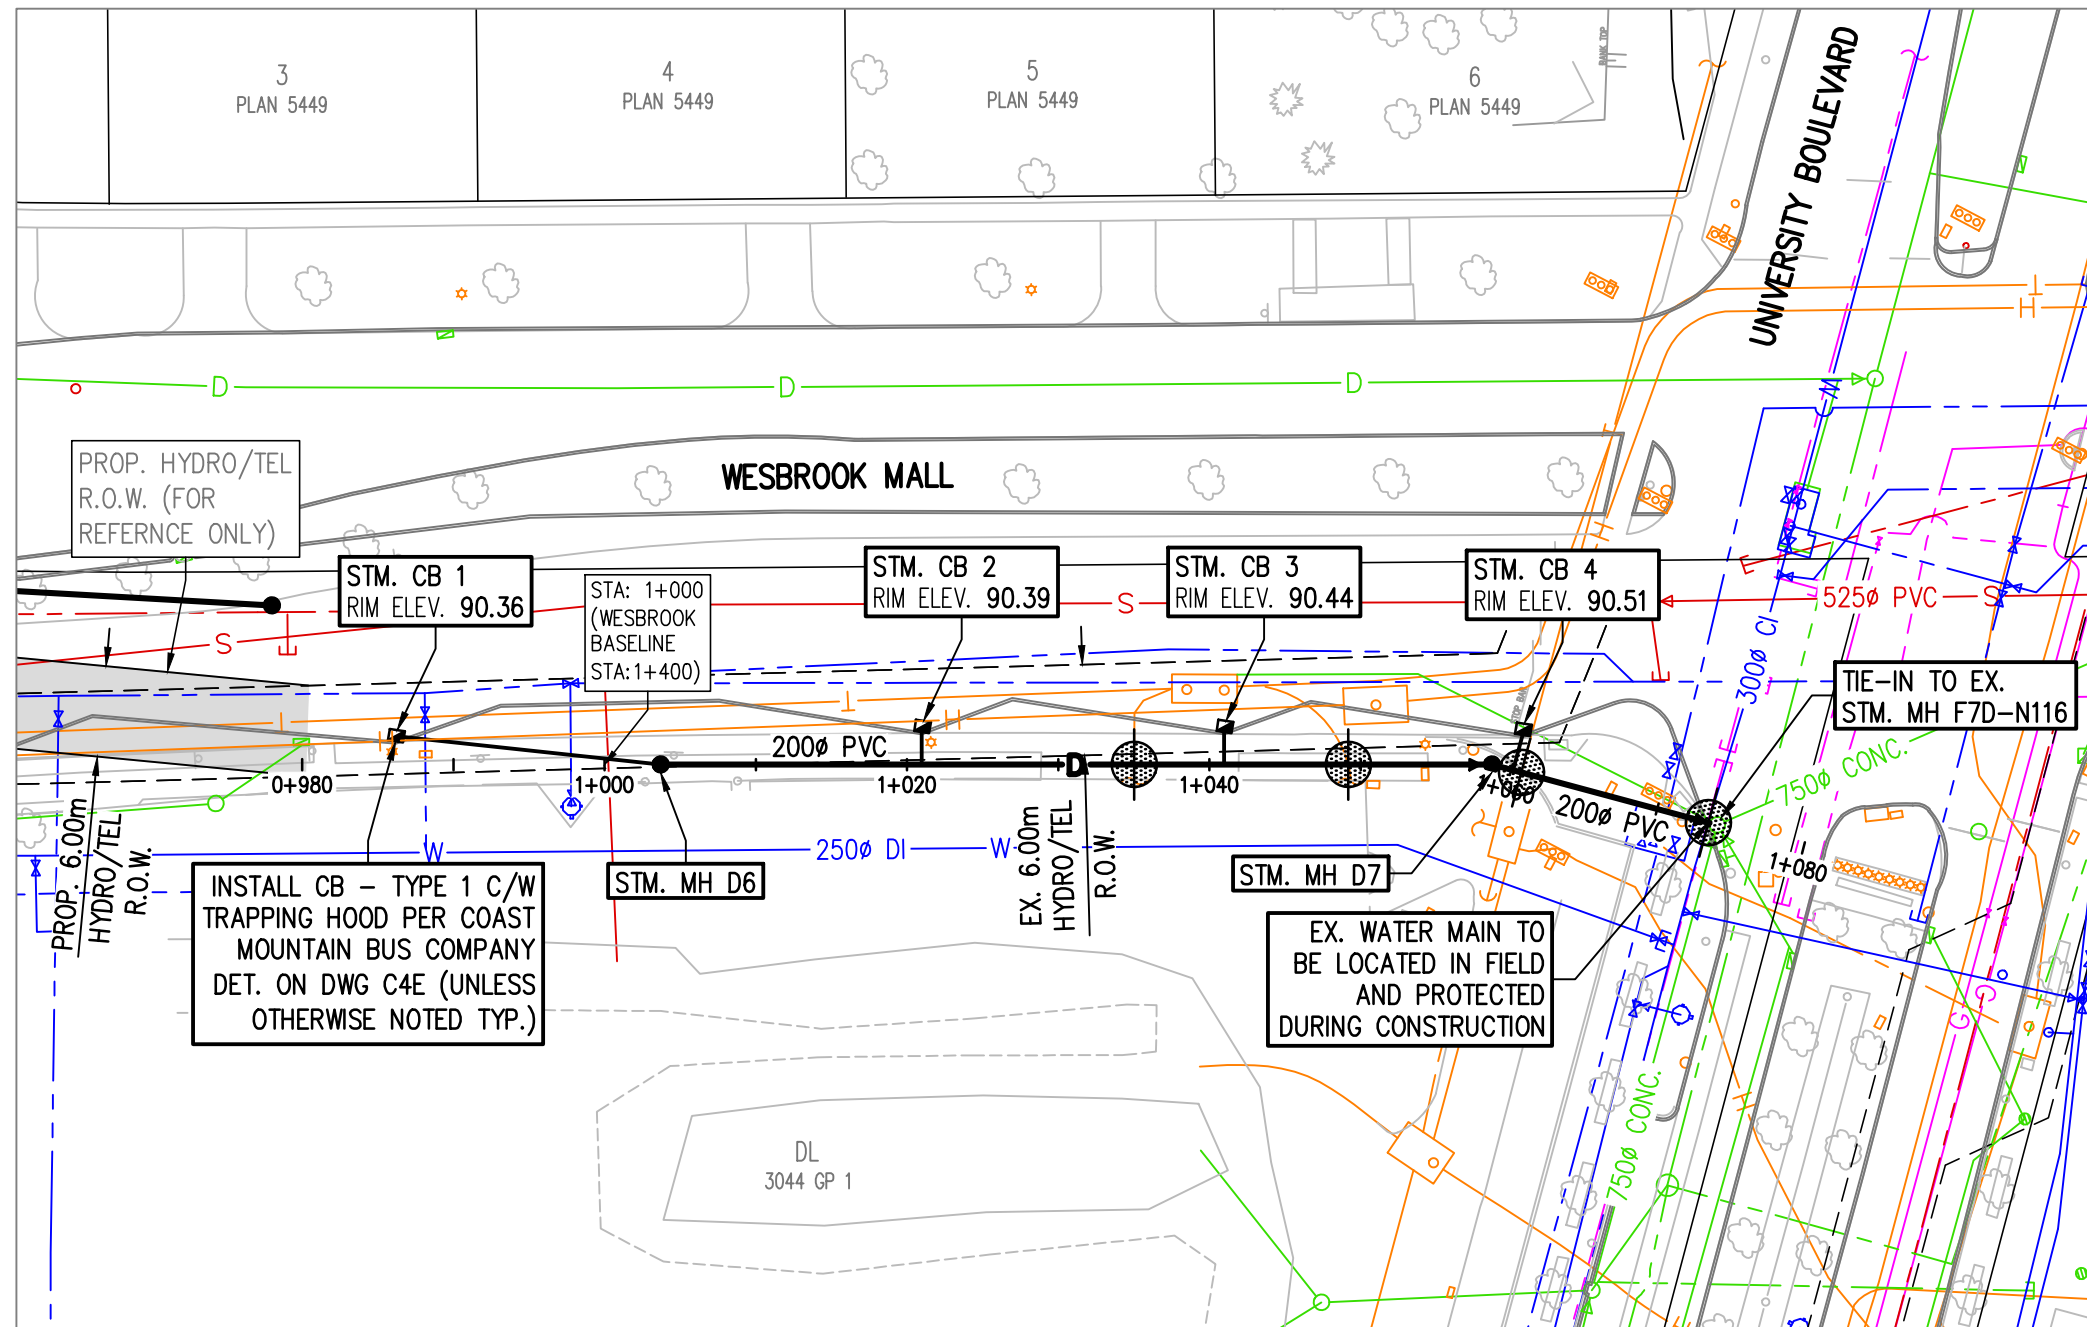 3
PLAN 5449
4
PLAN 5449
5
PLAN 5449
6
PLAN 5449
BANK TOP
UNIVERSITY BOULEVARD
T
H
D
D
D
M
PROP. HYDRO/TEL
R.O.W. (FOR
REFERNCE ONLY)
WESBROOK MALL
H
STM. CB 1
RIM ELEV. 90.36
STA: 1+000
(WESBROOK
BASELINE
STA:1+400)
STM. CB 2
RIM ELEV. 90.39
S
STM. CB 3
RIM ELEV. 90.44
STM. CB 4
RIM ELEV. 90.51
E
525ø PVC
S
S
300ø CI
TIE-IN TO EX.
STM. MH F7D-N116
STOP BAR
T
T
H
H
200ø PVC
D
0+980
1+000
1+020
1+040
1+060
200ø PVC
750ø CONC.
1+080
PROP. 6.00m
HYDRO/TEL
R.O.W.
W
250ø DI
W
EX. 6.00m
HYDRO/TEL
R.O.W.
STM. MH D6
STM. MH D7
INSTALL CB - TYPE 1 C/W
TRAPPING HOOD PER COAST
MOUNTAIN BUS COMPANY
DET. ON DWG C4E (UNLESS
OTHERWISE NOTED TYP.)
EX. WATER MAIN TO
BE LOCATED IN FIELD
AND PROTECTED
DURING CONSTRUCTION
G
G
H
750ø CONC.
DL
3044 GP 1